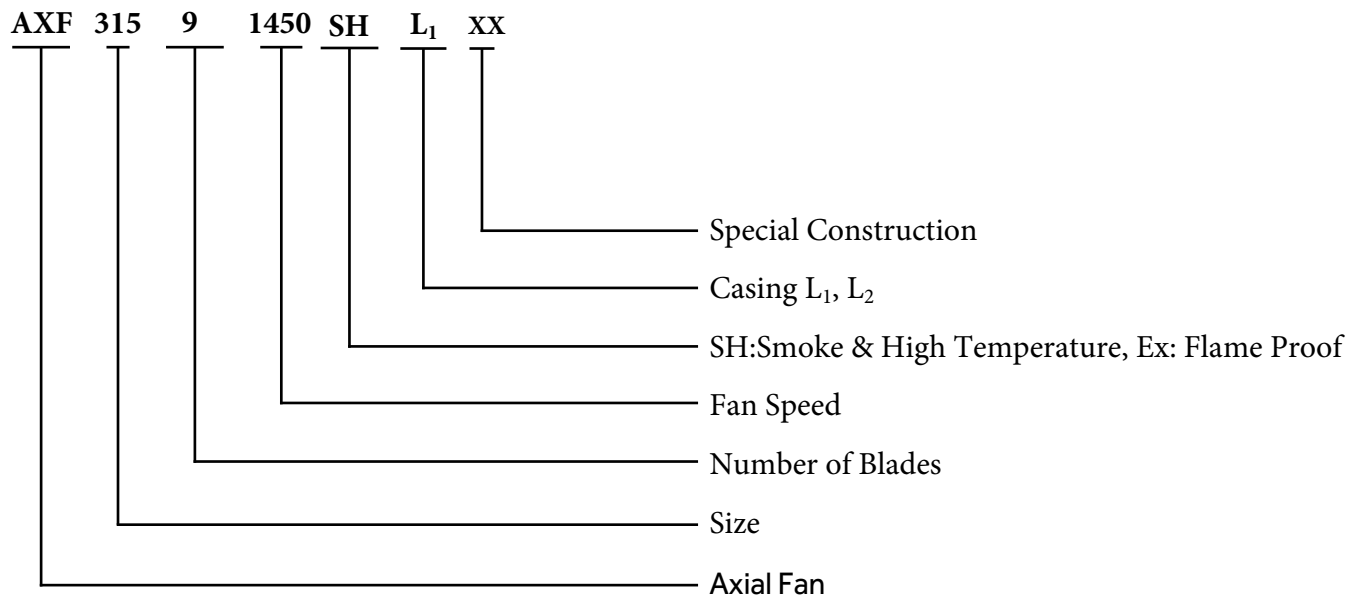 AXF 315 9 1450 SH L₁ XX
Special Construction
Casing L₁, L₂
SH:Smoke & High Temperature, Ex: Flame Proof
Fan Speed
Number of Blades
Size
Axial Fan